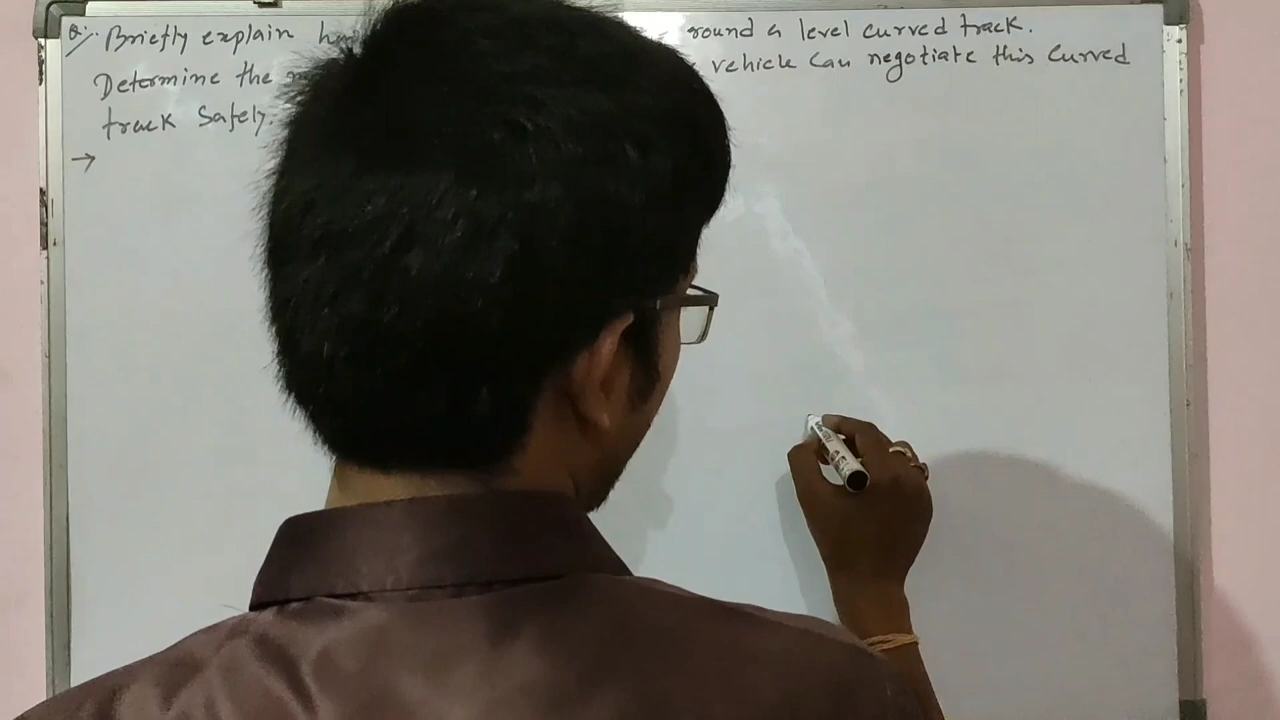 Q:/. Briefly explain round a level curved track.
Determine the vehicle can negotiate this curved
track safely.
→